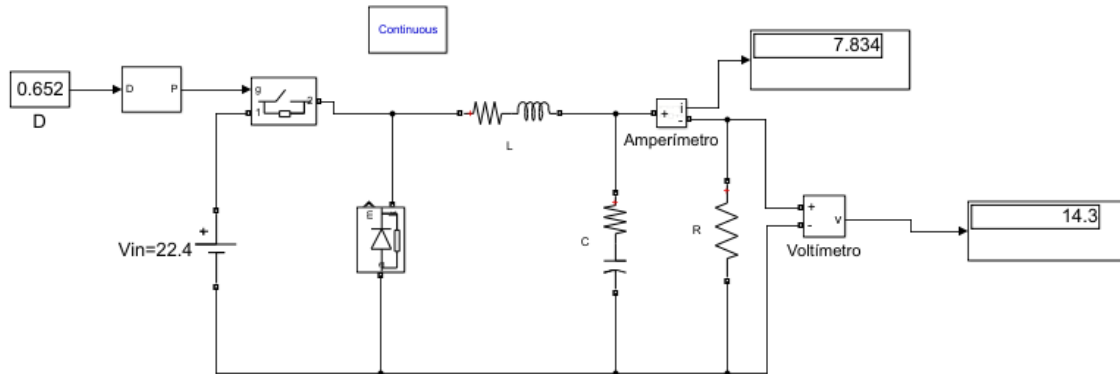 Continuous
7.834
0.652
D
D
P
g
1
2
i
+
-
Amperímetro
L
E
Vin=22.4
+
C
R
+
-
v
Voltímetro
14.3